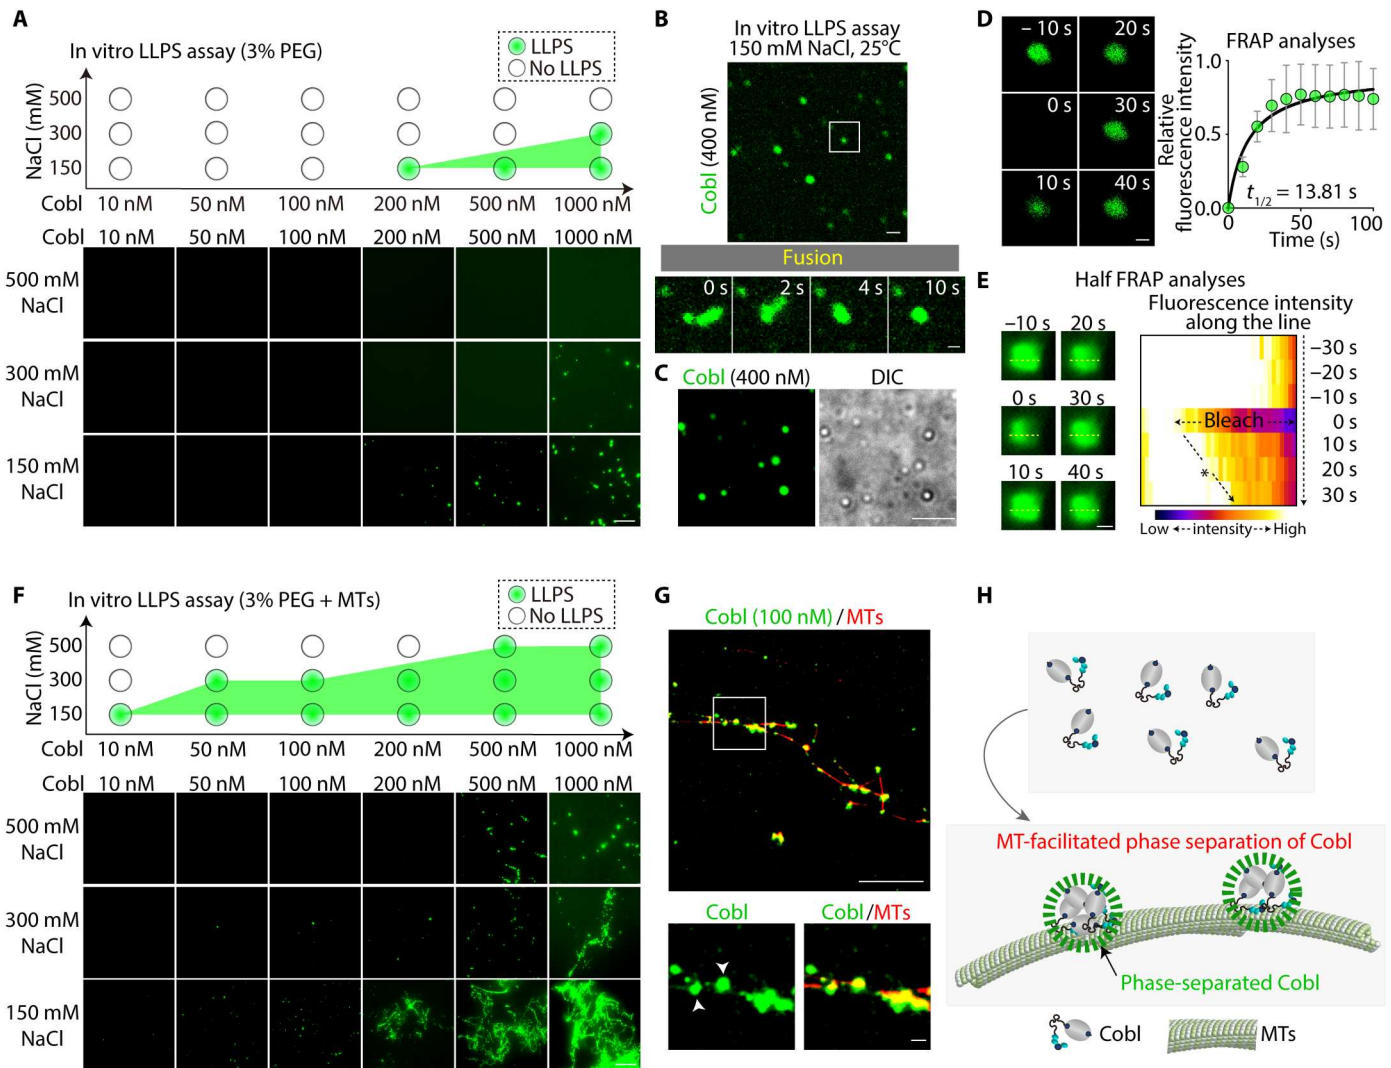 A
In vitro LLPS assay (3% PEG)
LLPS
No LLPS
NaCl (mM)
500
300
150
Cobl 10 nM 50 nM 100 nM 200 nM 500 nM 1000 nM
Cobl 10 nM 50 nM 100 nM 200 nM 500 nM 1000 nM
500 mM
NaCl
300 mM
NaCl
150 mM
NaCl
B
In vitro LLPS assay
150 mM NaCl, 25°C
Cobl (400 nM)
Fusion
0 s 2 s 4 s 10 s
C
Cobl (400 nM) DIC
D
−10 s 20 s
0 s 30 s
10 s 40 s
FRAP analyses
Relative
fluorescence intensity
1.0
0.5
0.0
t1/2 = 13.81 s
0 50 100
Time (s)
E
Half FRAP analyses
−10 s 20 s
0 s 30 s
10 s 40 s
Fluorescence intensity
along the line
−30 s
−20 s
−10 s
0 s
10 s
20 s
30 s
Bleach
*
Low intensity High
F
In vitro LLPS assay (3% PEG + MTs)
LLPS
No LLPS
NaCl (mM)
500
300
150
Cobl 10 nM 50 nM 100 nM 200 nM 500 nM 1000 nM
Cobl 10 nM 50 nM 100 nM 200 nM 500 nM 1000 nM
500 mM
NaCl
300 mM
NaCl
150 mM
NaCl
G
Cobl (100 nM) / MTs
Cobl Cobl/MTs
H
MT-facilitated phase separation of Cobl
Phase-separated Cobl
Cobl MTs